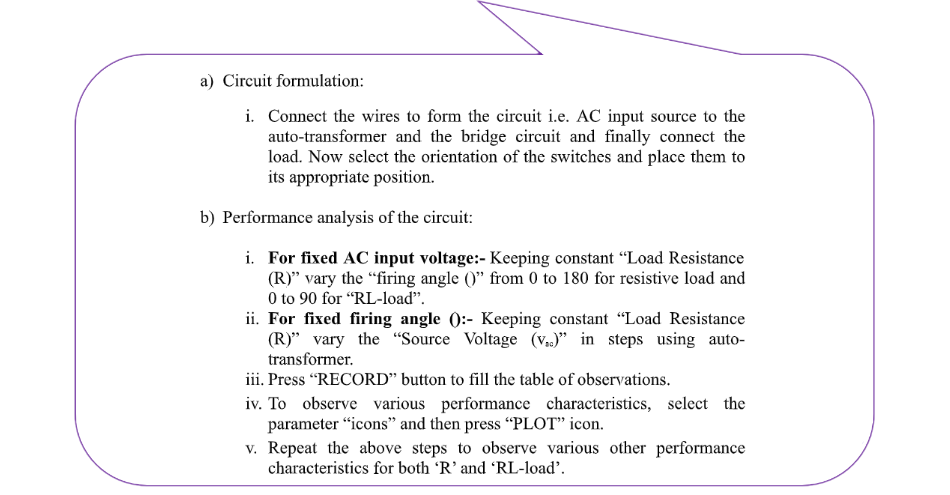 a) Circuit formulation:
i. Connect the wires to form the circuit i.e. AC input source to the
auto-transformer and the bridge circuit and finally connect the
load. Now select the orientation of the switches and place them to
its appropriate position.
b) Performance analysis of the circuit:
i. For fixed AC input voltage:- Keeping constant “Load Resistance
(R)” vary the “firing angle ()” from 0 to 180 for resistive load and
0 to 90 for “RL-load”.
ii. For fixed firing angle ():- Keeping constant “Load Resistance
(R)” vary the “Source Voltage (vac)” in steps using auto-
transformer.
iii. Press “RECORD” button to fill the table of observations.
iv. To observe various performance characteristics, select the
parameter “icons” and then press “PLOT” icon.
v. Repeat the above steps to observe various other performance
characteristics for both ‘R’ and ‘RL-load’.